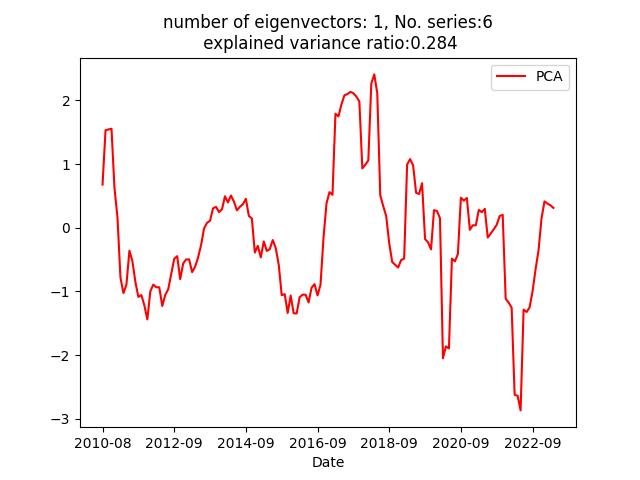 number of eigenvectors: 1, No. series:6
explained variance ratio:0.284
PCA
2
1
0
−1
−2
−3
2010-08 2012-09 2014-09 2016-09 2018-09 2020-09 2022-09
Date